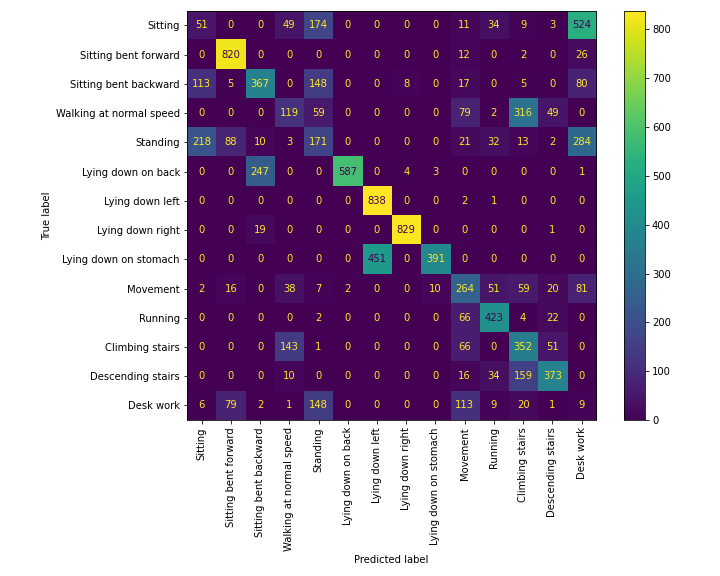 Sitting 51 0 0 49 174 0 0 0 0 11 34 9 3 524
Sitting bent forward 0 820 0 0 0 0 0 0 0 12 0 2 0 26
Sitting bent backward 113 5 367 0 148 0 0 8 0 17 0 5 0 80
Walking at normal speed 0 0 0 119 59 0 0 0 0 79 2 316 49 0
Standing 218 88 10 3 171 0 0 0 0 21 32 13 2 284
Lying down on back 0 0 247 0 0 587 0 4 3 0 0 0 0 1
Lying down left 0 0 0 0 0 0 838 0 0 2 1 0 0 0
Lying down right 0 0 19 0 0 0 0 829 0 0 0 0 1 0
Lying down on stomach 0 0 0 0 0 0 451 0 391 0 0 0 0 0
Movement 2 16 0 38 7 2 0 0 10 264 51 59 20 81
Running 0 0 0 0 2 0 0 0 0 66 423 4 22 0
Climbing stairs 0 0 0 143 1 0 0 0 0 66 0 352 51 0
Descending stairs 0 0 0 10 0 0 0 0 0 16 34 159 373 0
Desk work 6 79 2 1 148 0 0 0 0 113 9 20 1 9
True label
Sitting
Sitting bent forward
Sitting bent backward
Walking at normal speed
Standing
Lying down on back
Lying down left
Lying down right
Lying down on stomach
Movement
Running
Climbing stairs
Descending stairs
Desk work
Predicted label
800
700
600
500
400
300
200
100
0